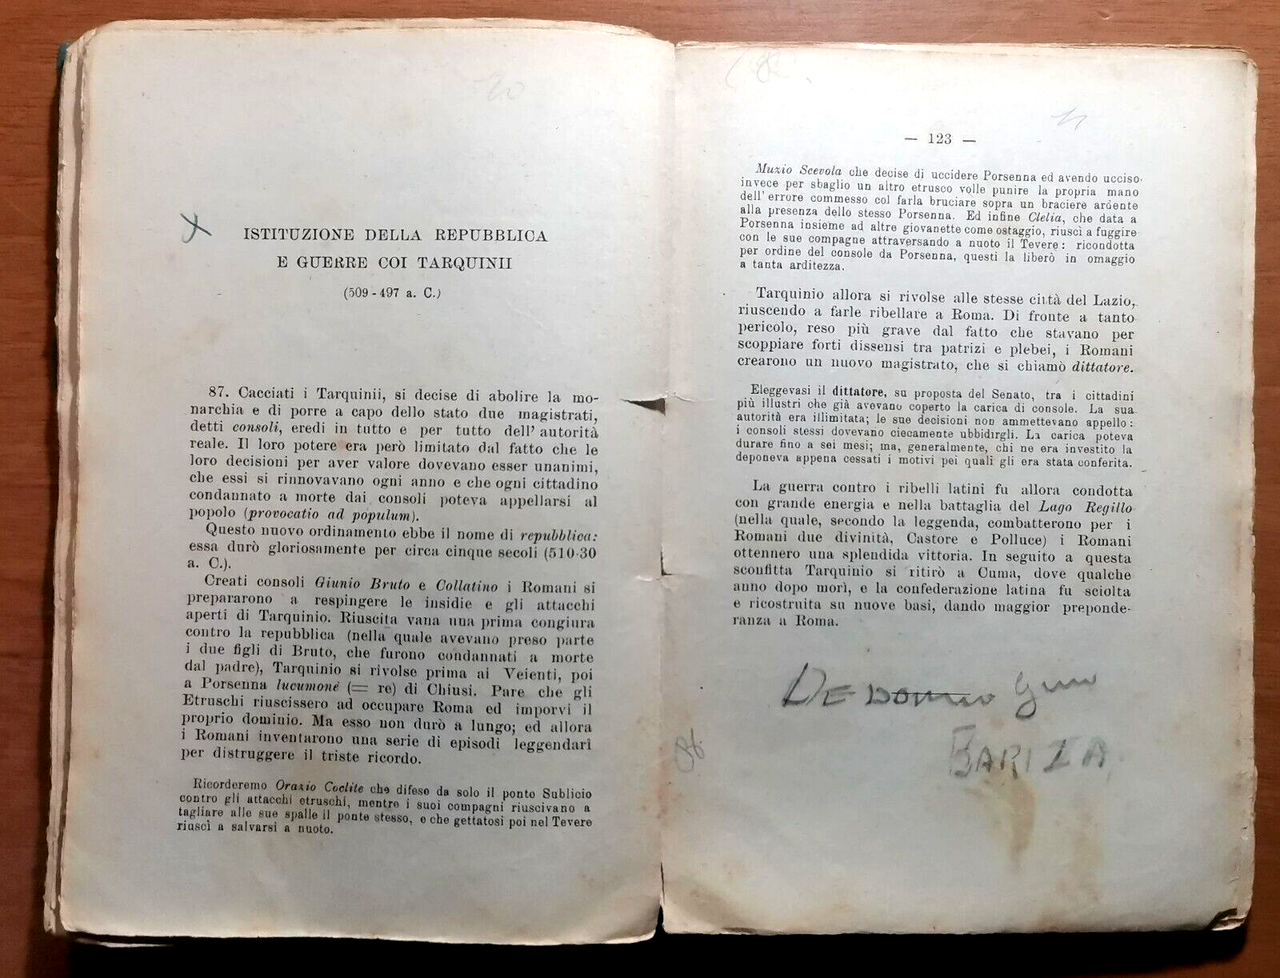 ISTITUZIONE DELLA REPUBBLICA
E GUERRE COI TARQUINII
(509-497 a. C.)
87. Cacciati i Tarquinii, si decise di abolire la mo-
narchia e di porre a capo dello stato due magistrati,
detti consoli, eredi in tutto e per tutto dell' autorità
reale. Il loro potere era però limitato dal fatto che le
loro decisioni per aver valore dovevano esser unanimi,
che essi si rinnovavano ogni anno e che ogni cittadino
condannato a morte dai consoli poteva appellarsi al
popolo (provocatio ad populum).
Questo nuovo ordinamento ebbe il nome di repubblica:
essa durò gloriosamente per circa cinque secoli (510-30
a. C.).
Creati consoli Giunio Bruto e Collatino i Romani si
prepararono a respingere le insidie e gli attacchi
aperti di Tarquinio. Riuscita vana una prima congiura
contro la repubblica (nella quale avevano preso parte
i due figli di Bruto, che furono condannati a morte
dal padre), Tarquinio si rivolse prima ai Veienti, poi
a Porsenna lucumone (= re) di Chiusi. Pare che gli
Etruschi riuscissero ad occupare Roma ed imporvi il
proprio dominio. Ma esso non durò a lungo; ed allora
i Romani inventarono una serie di episodi leggendari
per distruggere il triste ricordo.
Ricorderemo Orazio Coclite che difeso da solo il ponte Sublicio
contro gli attacchi etruschi, mentre i suoi compagni riuscivano a
tagliare alle sue spalle il ponte stesso, e che gettatosi poi nel Tevere
riuscì a salvarsi a nuoto.
— 123 —
Muzio Scevola che decise di uccidere Porsenna ed avendo ucciso
invece per sbaglio un altro etrusco volle punire la propria mano
dell'errore commesso col farla bruciare sopra un braciere ardente
alla presenza dello stesso Porsenna. Ed infine Clelia, che data a
Porsenna insieme ad altre giovanette come ostaggio, riuscì a fuggire
con le sue compagne attraversando a nuoto il Tevere: ricondotta
per ordine del console da Porsenna, questi la liberò in omaggio
a tanta arditezza.
Tarquinio allora si rivolse alle stesse città del Lazio,
riuscendo a farle ribellare a Roma. Di fronte a tanto
pericolo, reso più grave dal fatto che stavano per
scoppiare forti dissensi tra patrizi e plebei, i Romani
crearono un nuovo magistrato, che si chiamò dittatore.
Eleggevasi il dittatore, su proposta del Senato, tra i cittadini
più illustri che già avevano coperto la carica di console. La sua
autorità era illimitata; le sue decisioni non ammettevano appello:
i consoli stessi dovevano ciecamente ubbidirgli. La carica poteva
durare fino a sei mesi; ma, generalmente, chi ne era investito la
deponeva appena cessati i motivi pei quali gli era stata conferita.
La guerra contro i ribelli latini fu allora condotta
con grande energia e nella battaglia del Lago Regillo
(nella quale, secondo la leggenda, combatterono per i
Romani due divinità, Castore e Polluce) i Romani
ottennero una splendida vittoria. In seguito a questa
sconfitta Tarquinio si ritirò a Cuma, dove qualche
anno dopo morì, e la confederazione latina fu sciolta
e ricostruita su nuove basi, dando maggior preponde-
ranza a Roma.
DE
BARIZA
86